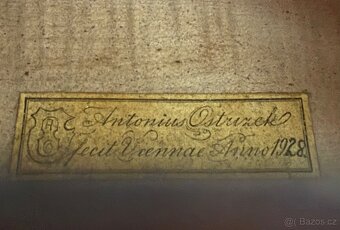 Antonius Ostrizek
fecit Viennae Anno 1928.
© Bazos.cz